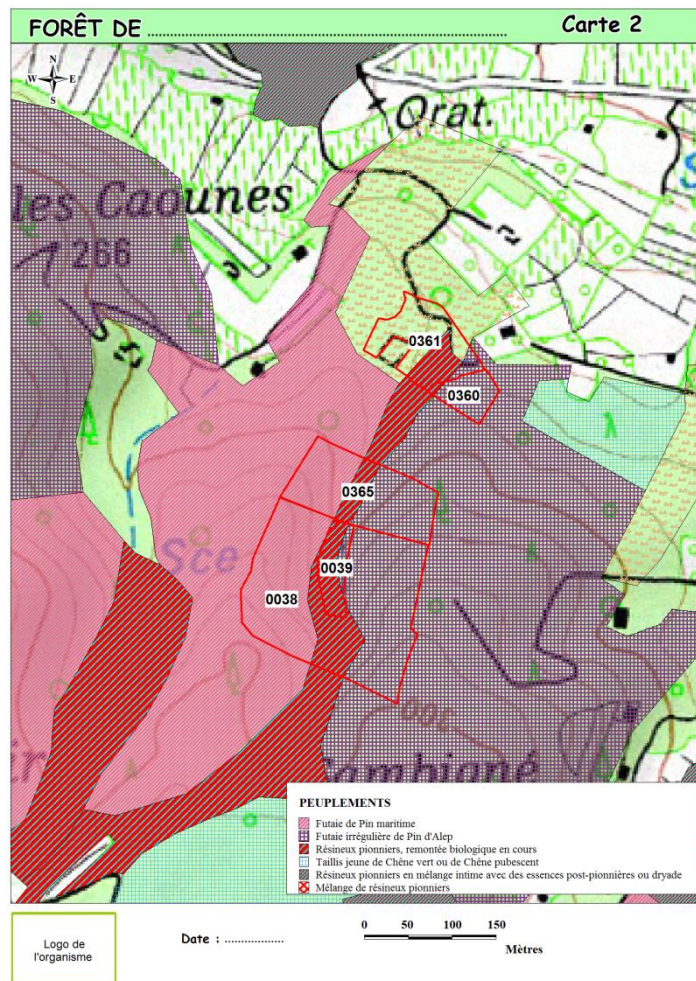 FORÊT DE ........................................................................ Carte 2
N
W E
S
Orat.
les Caounes
266
0361
0360
0365
Sce
0039
0038
300
PEUPLEMENTS
Futaie de Pin maritime
Futaie irrégulière de Pin d'Alep
Résineux pionniers, remontée biologique en cours
Taillis jeune de Chêne vert ou de Chêne pubescent
Résineux pionniers en mélange intime avec des essences post-pionnières ou dryade
Mélange de résineux pionniers
Logo de
l'organisme
Date : ................
0 50 100 150
Mètres